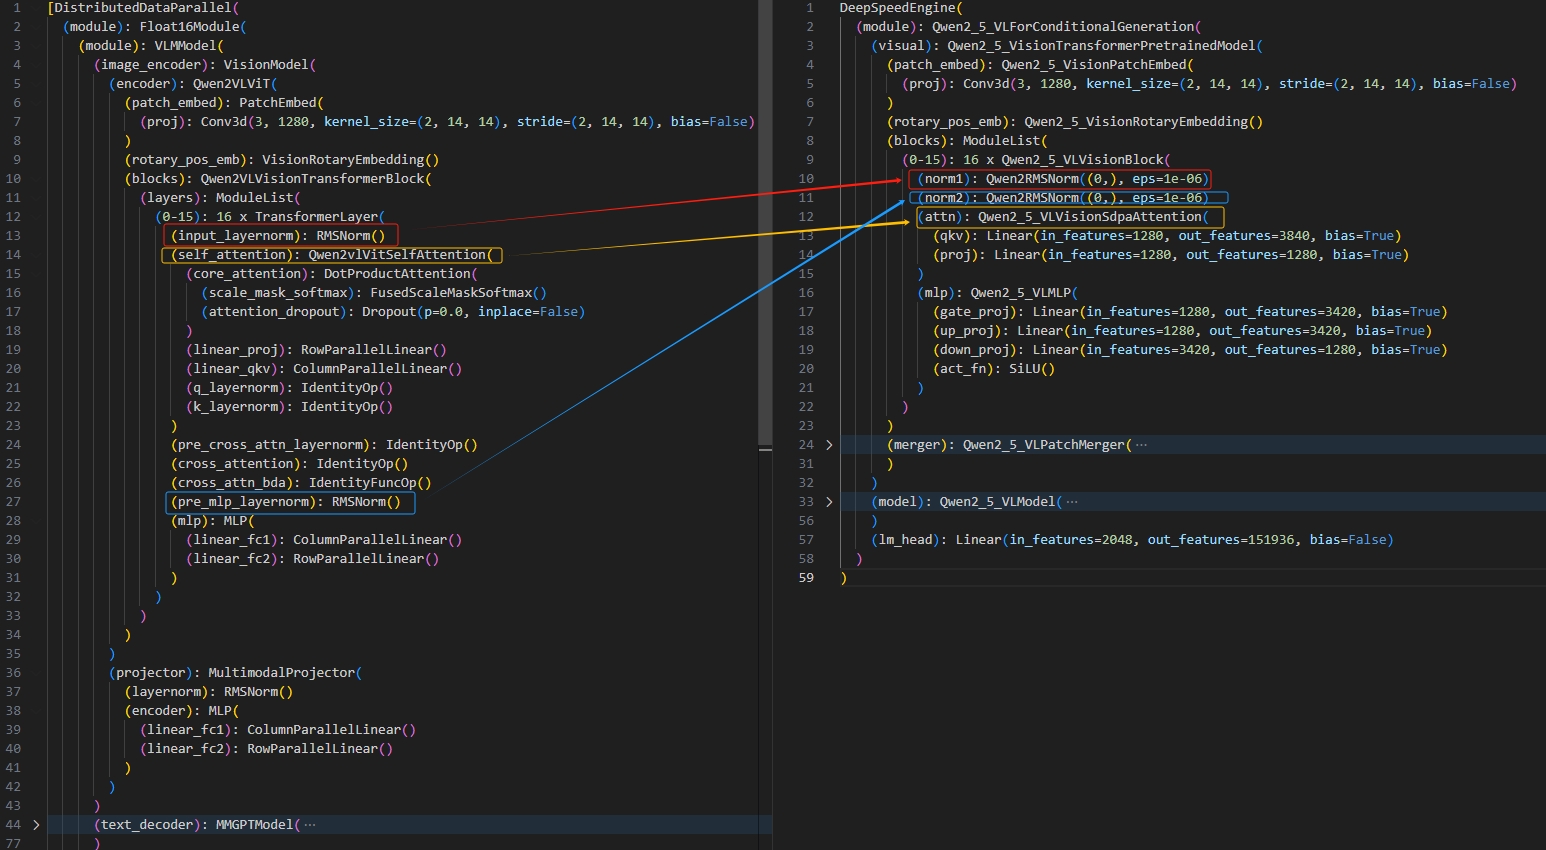 1 [DistributedDataParallel(
2 (module): Float16Module(
3 (module): VLMModel(
4 (image_encoder): VisionModel(
5 (encoder): Qwen2VLViT(
6 (patch_embed): PatchEmbed(
7 (proj): Conv3d(3, 1280, kernel_size=(2, 14, 14), stride=(2, 14, 14), bias=False)
8 )
9 (rotary_pos_emb): VisionRotaryEmbedding()
10 (blocks): Qwen2VLVisionTransformerBlock(
11 (layers): ModuleList(
12 (0-15): 16 x TransformerLayer(
13 (input_layernorm): RMSNorm()
14 (self_attention): Qwen2vlVitSelfAttention(
15 (core_attention): DotProductAttention(
16 (scale_mask_softmax): FusedScaleMaskSoftmax()
17 (attention_dropout): Dropout(p=0.0, inplace=False)
18 )
19 (linear_proj): RowParallelLinear()
20 (linear_qkv): ColumnParallelLinear()
21 (q_layernorm): IdentityOp()
22 (k_layernorm): IdentityOp()
23 )
24 (pre_cross_attn_layernorm): IdentityOp()
25 (cross_attention): IdentityOp()
26 (cross_attn_bda): IdentityFuncOp()
27 (pre_mlp_layernorm): RMSNorm()
28 (mlp): MLP(
29 (linear_fc1): ColumnParallelLinear()
30 (linear_fc2): RowParallelLinear()
31 )
32 )
33 )
34 )
35 )
36 (projector): MultimodalProjector(
37 (layernorm): RMSNorm()
38 (encoder): MLP(
39 (linear_fc1): ColumnParallelLinear()
40 (linear_fc2): RowParallelLinear()
41 )
42 )
43 )
44 (text_decoder): MMGPTModel( ···
77 )
1 DeepSpeedEngine(
2 (module): Qwen2_5_VLForConditionalGeneration(
3 (visual): Qwen2_5_VisionTransformerPretrainedModel(
4 (patch_embed): Qwen2_5_VisionPatchEmbed(
5 (proj): Conv3d(3, 1280, kernel_size=(2, 14, 14), stride=(2, 14, 14), bias=False)
6 )
7 (rotary_pos_emb): Qwen2_5_VisionRotaryEmbedding()
8 (blocks): ModuleList(
9 (0-15): 16 x Qwen2_5_VLVisionBlock(
10 (norm1): Qwen2RMSNorm((0,), eps=1e-06)
11 (norm2): Qwen2RMSNorm((0,), eps=1e-06)
12 (attn): Qwen2_5_VLVisionSdpaAttention(
13 (qkv): Linear(in_features=1280, out_features=3840, bias=True)
14 (proj): Linear(in_features=1280, out_features=1280, bias=True)
15 )
16 (mlp): Qwen2_5_VLMLP(
17 (gate_proj): Linear(in_features=1280, out_features=3420, bias=True)
18 (up_proj): Linear(in_features=1280, out_features=3420, bias=True)
19 (down_proj): Linear(in_features=3420, out_features=1280, bias=True)
20 (act_fn): SiLU()
21 )
22 )
23 )
24 (merger): Qwen2_5_VLPatchMerger( ···
31 )
32 )
33 (model): Qwen2_5_VLModel( ···
56 )
57 (lm_head): Linear(in_features=2048, out_features=151936, bias=False)
58 )
59 )